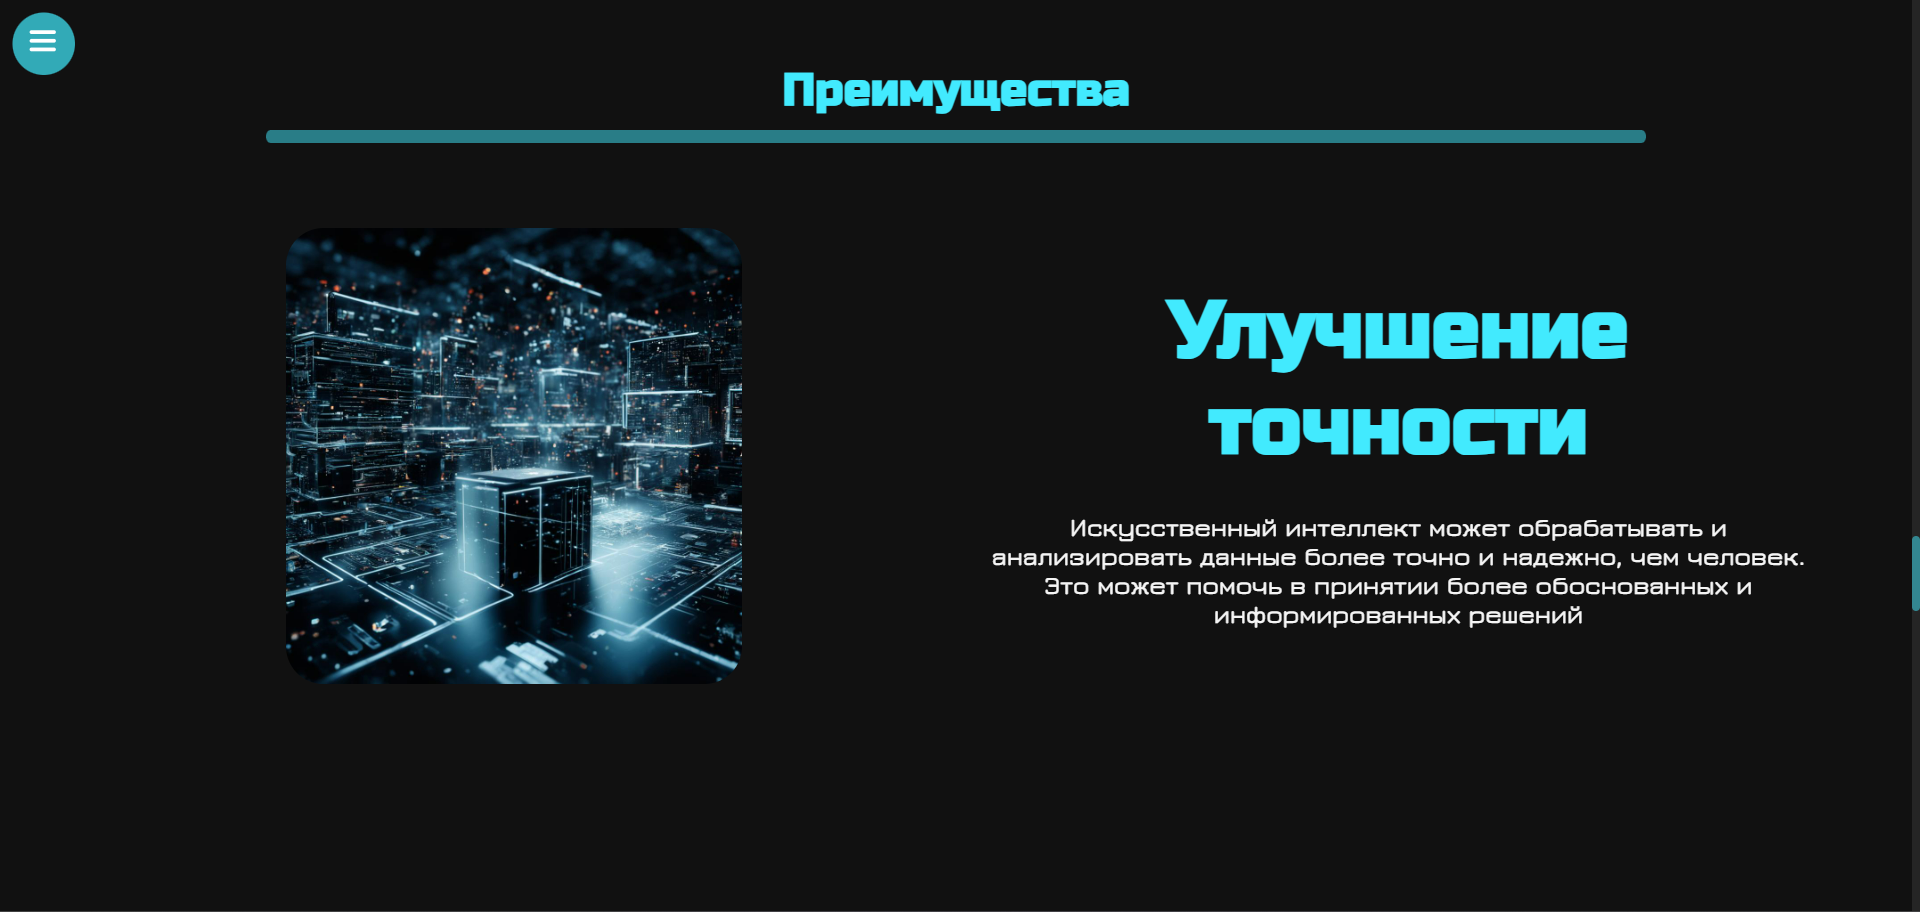 Преимущества
Улучшение
точности
Искусственный интеллект может обрабатывать и
анализировать данные более точно и надежно, чем человек.
Это может помочь в принятии более обоснованных и
информированных решений